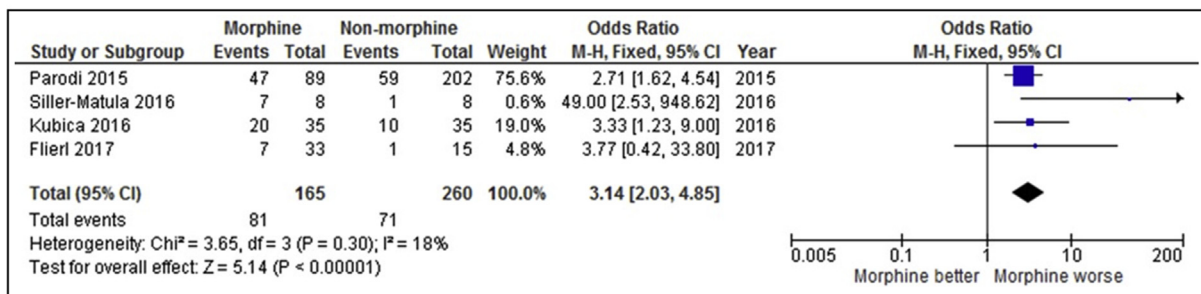 Morphine Non-morphine Odds Ratio Odds Ratio
Study or Subgroup Events Total Events Total Weight M-H, Fixed, 95% CI Year M-H, Fixed, 95% CI
Parodi 2015 47 89 59 202 75.6% 2.71 [1.62, 4.54] 2015
Siller-Matula 2016 7 8 1 8 0.6% 49.00 [2.53, 948.62] 2016
Kubica 2016 20 35 10 35 19.0% 3.33 [1.23, 9.00] 2016
Flierl 2017 7 33 1 15 4.8% 3.77 [0.42, 33.80] 2017
Total (95% CI) 165 260 100.0% 3.14 [2.03, 4.85]
Total events 81 71
Heterogeneity: Chi² = 3.65, df = 3 (P = 0.30); I² = 18%
Test for overall effect: Z = 5.14 (P < 0.00001)
0.005 0.1 1 10 200
Morphine better Morphine worse